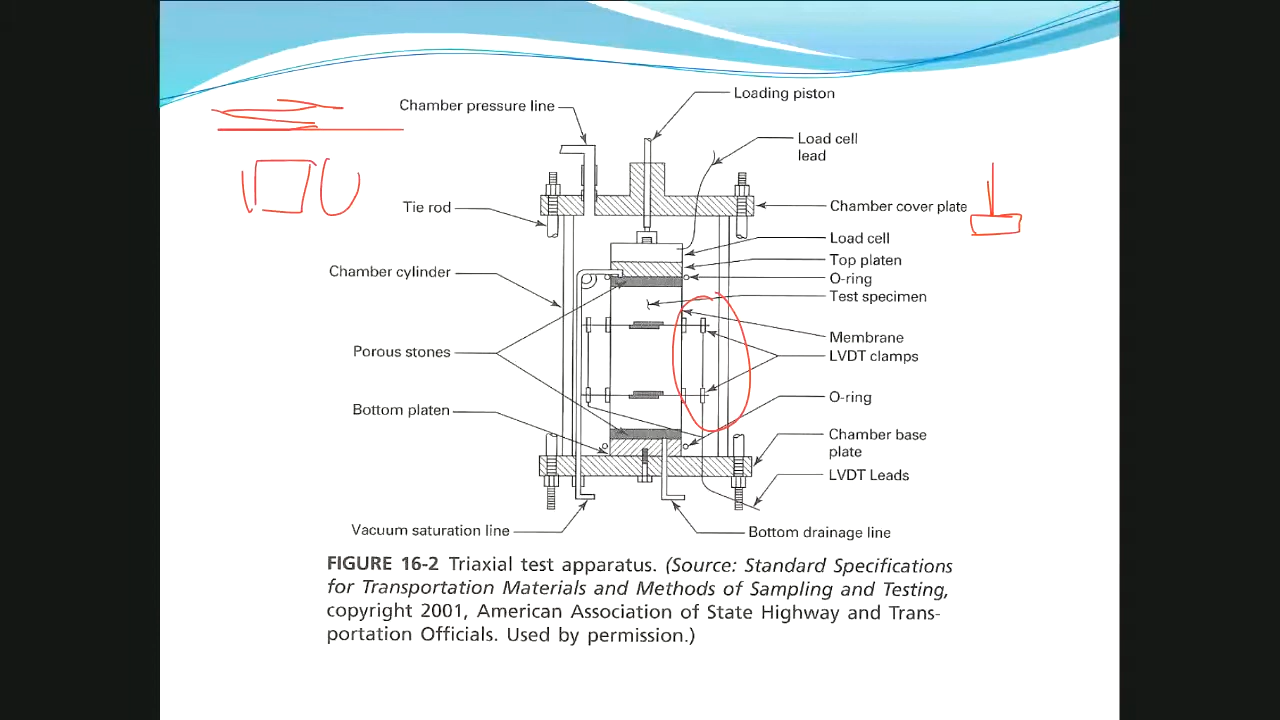 Chamber pressure line
Loading piston
Load cell
lead
Tie rod
Chamber cover plate
Load cell
Top platen
Chamber cylinder
O-ring
Test specimen
Membrane
Porous stones
LVDT clamps
O-ring
Bottom platen
Chamber base
plate
LVDT Leads
Vacuum saturation line
Bottom drainage line
FIGURE 16-2 Triaxial test apparatus. (Source: Standard Specifications
for Transportation Materials and Methods of Sampling and Testing,
copyright 2001, American Association of State Highway and Trans-
portation Officials. Used by permission.)